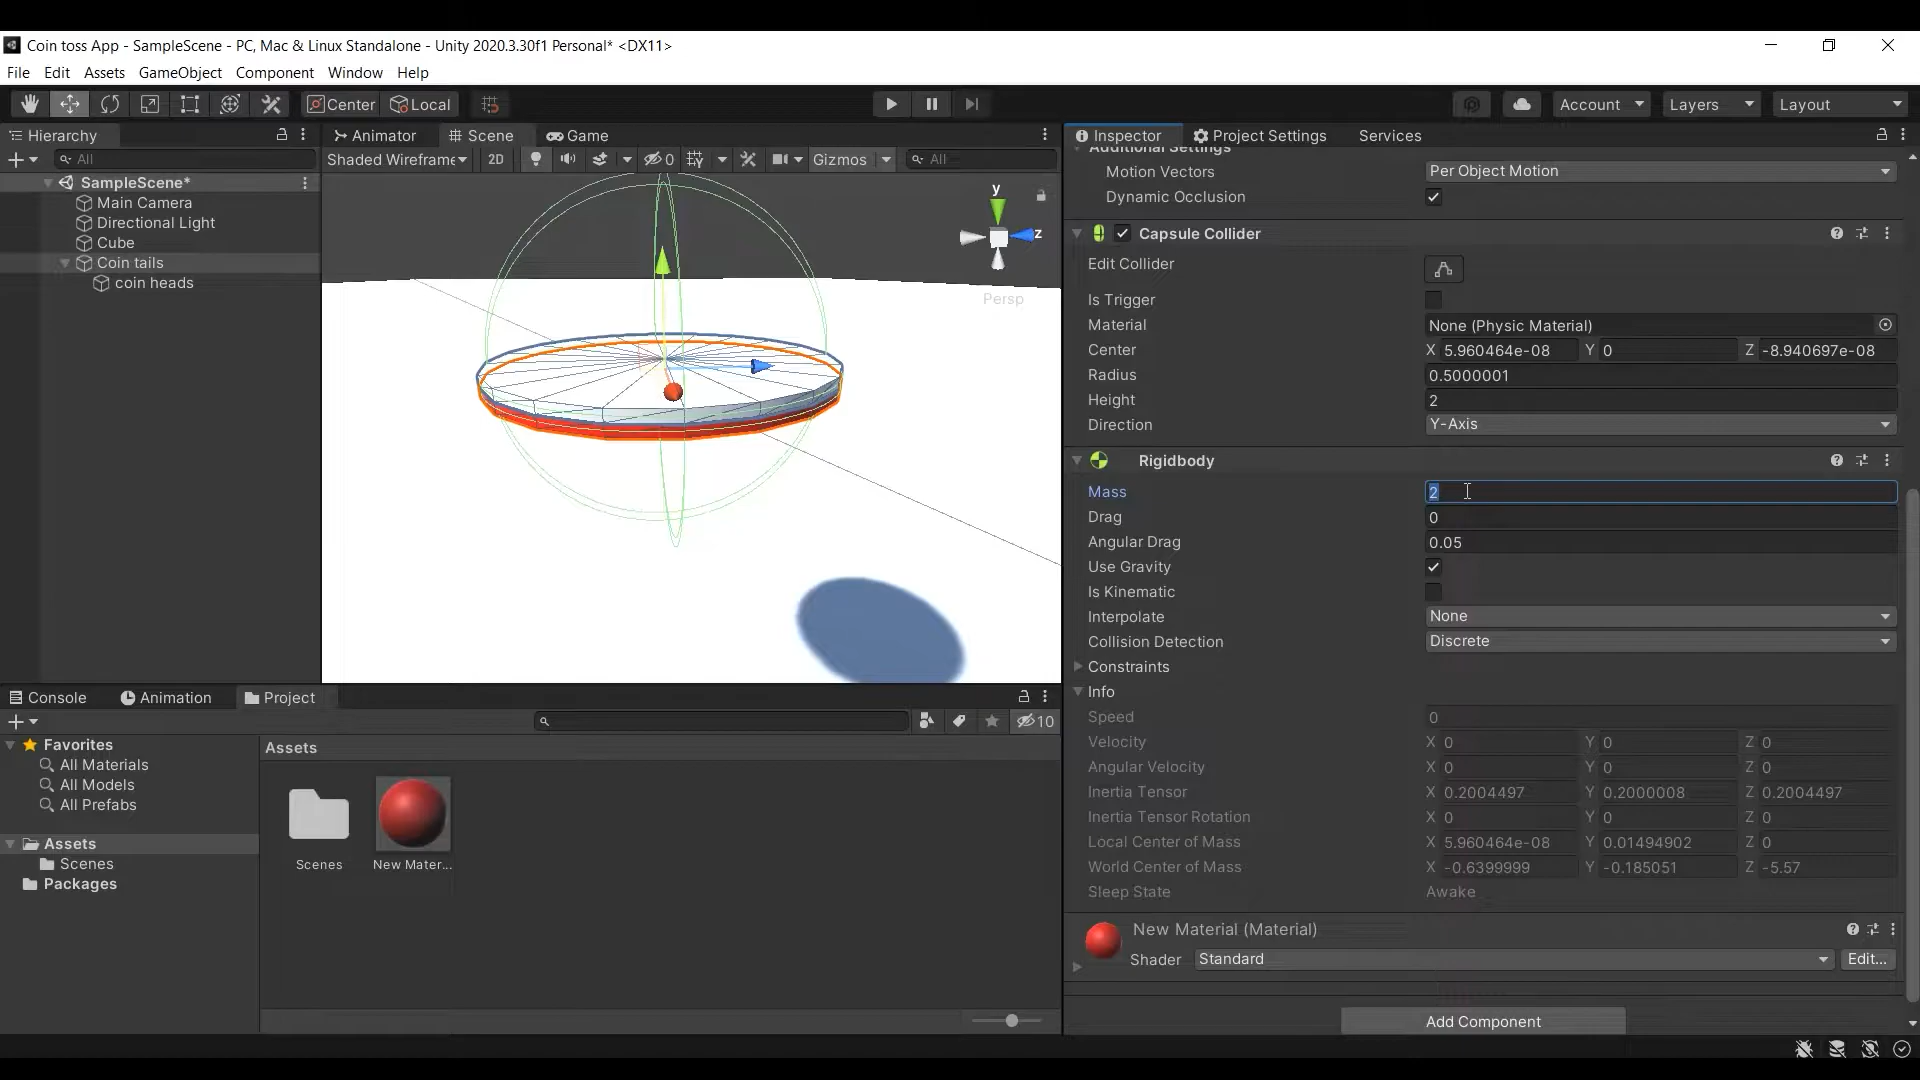 Coin toss App - SampleScene - PC, Mac & Linux Standalone - Unity 2020.3.30f1 Personal* <DX11>
File Edit Assets GameObject Component Window Help
Center Local Account Layers Layout
Hierarchy
All
SampleScene*
Main Camera
Directional Light
Cube
Coin tails
coin heads
Animator Scene Game
Shaded Wireframe 2D 0 Gizmos All
y
z
Persp
Inspector Project Settings Services
Additional Settings
Motion Vectors Per Object Motion
Dynamic Occlusion
Capsule Collider
Edit Collider
Is Trigger
Material None (Physic Material)
Center X 5.960464e-08 Y 0 Z -8.940697e-08
Radius 0.5000001
Height 2
Direction Y-Axis
Rigidbody
Mass 2
Drag 0
Angular Drag 0.05
Use Gravity
Is Kinematic
Interpolate None
Collision Detection Discrete
Constraints
Info
Speed 0
Velocity X 0 Y 0 Z 0
Angular Velocity X 0 Y 0 Z 0
Inertia Tensor X 0.2004497 Y 0.2000008 Z 0.2004497
Inertia Tensor Rotation X 0 Y 0 Z 0
Local Center of Mass X 5.960464e-08 Y 0.01494902 Z 0
World Center of Mass X -0.6399999 Y -0.185051 Z -5.57
Sleep State Awake
New Material (Material)
Shader Standard Edit...
Add Component
Console Animation Project
10
Favorites
All Materials
All Models
All Prefabs
Assets
Scenes
Packages
Assets
Scenes New Mater...